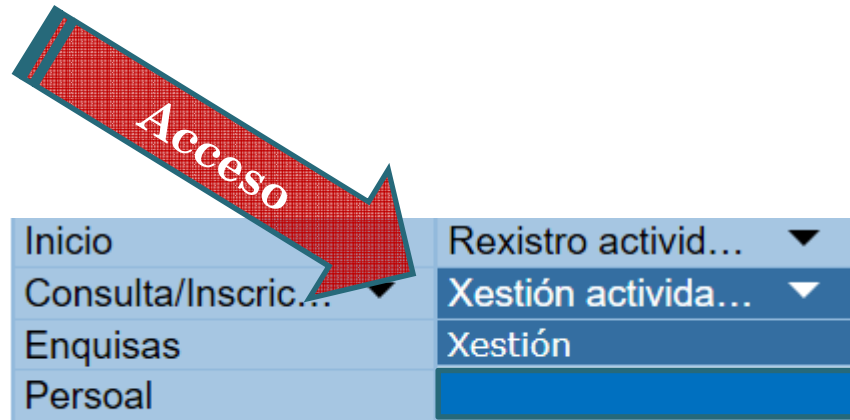 Acceso
Inicio
Rexistro activid...
Consulta/Inscric...
Xestión activida...
Enquisas
Xestión
Persoal